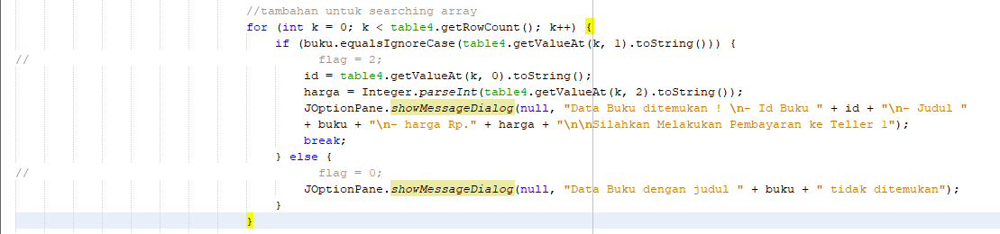 //tambahan untuk searching array
for (int k = 0; k < table4.getRowCount(); k++) {
if (buku.equalsIgnoreCase(table4.getValueAt(k, 1).toString())) {
// flag = 2;
id = table4.getValueAt(k, 0).toString();
harga = Integer.parseInt(table4.getValueAt(k, 2).toString());
JOptionPane.showMessageDialog(null, "Data Buku ditemukan ! \n- Id Buku " + id + "\n- Judul "
+ buku + "\n- harga Rp." + harga + "\n\nSilahkan Melakukan Pembayaran ke Teller 1");
break;
} else {
// flag = 0;
JOptionPane.showMessageDialog(null, "Data Buku dengan judul " + buku + " tidak ditemukan");
}
}